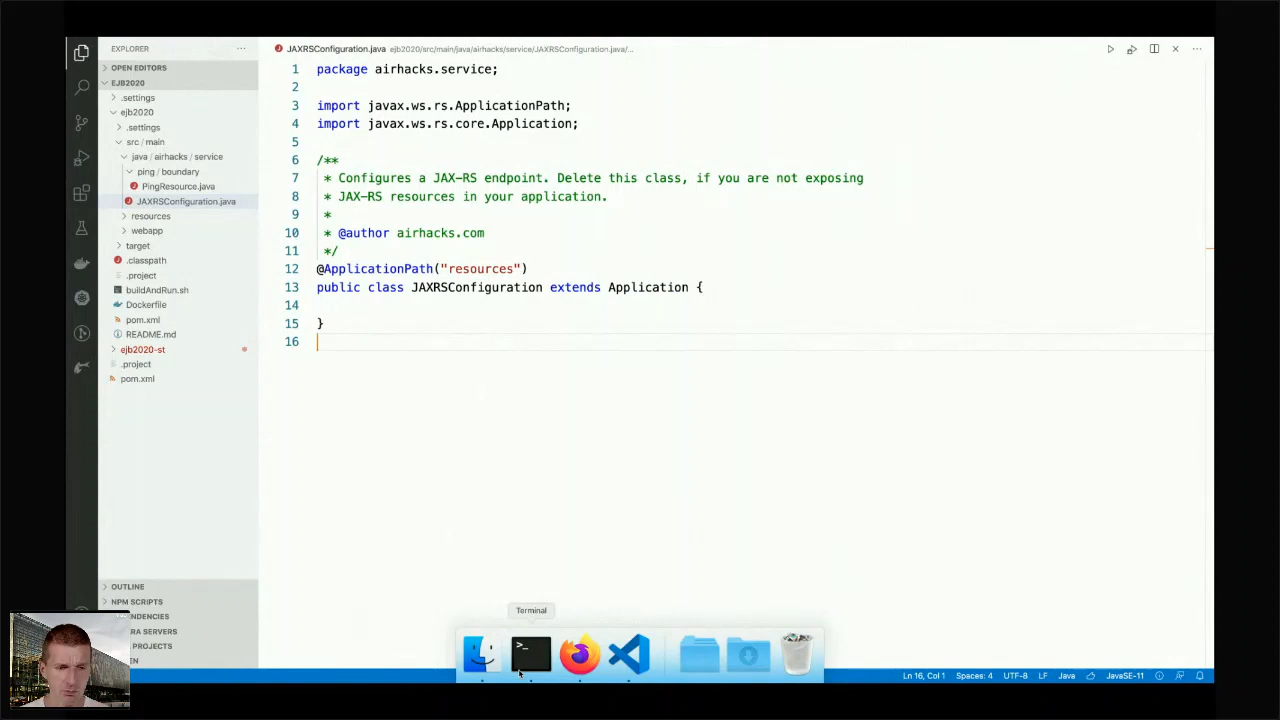 EXPLORER
OPEN EDITORS
EJB2020
.settings
ejb2020
.settings
src / main
java / airhacks / service
ping / boundary
PingResource.java
JAXRSConfiguration.java
resources
webapp
target
.classpath
.project
buildAndRun.sh
Dockerfile
pom.xml
README.md
ejb2020-st
.project
pom.xml
OUTLINE
NPM SCRIPTS
ENDENCIES
RA SERVERS
PROJECTS
EN
JAXRSConfiguration.java ejb2020/src/main/java/airhacks/service/JAXRSConfiguration.java/...
1 package airhacks.service;
2
3 import javax.ws.rs.ApplicationPath;
4 import javax.ws.rs.core.Application;
5
6 /**
7 * Configures a JAX-RS endpoint. Delete this class, if you are not exposing
8 * JAX-RS resources in your application.
9 *
10 * @author airhacks.com
11 */
12 @ApplicationPath("resources")
13 public class JAXRSConfiguration extends Application {
14
15 }
16
Terminal
>_
Ln 16, Col 1 Spaces: 4 UTF-8 LF Java JavaSE-11